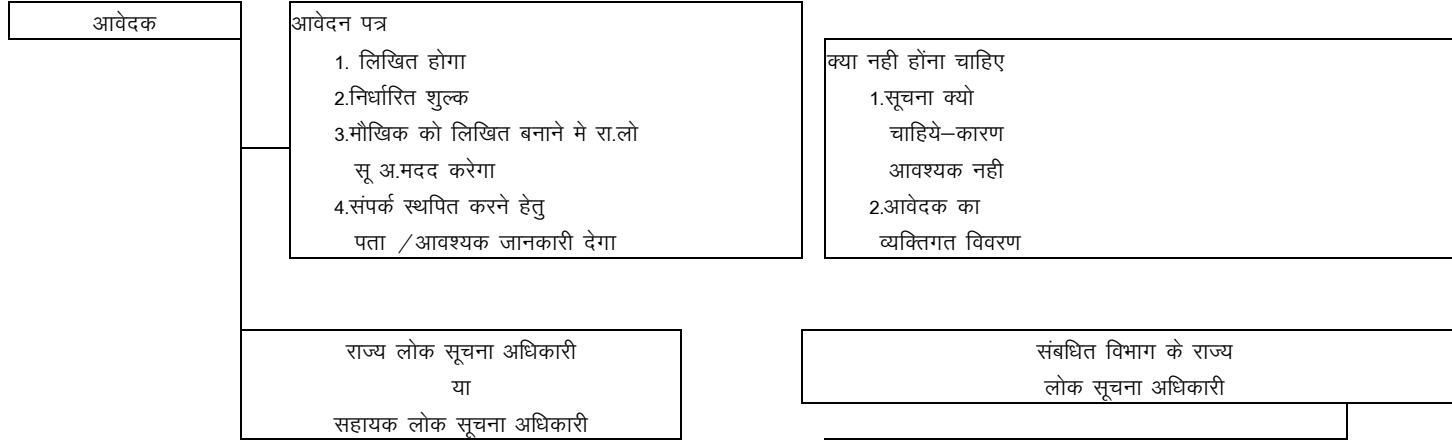 आवेदक
आवेदन पत्र
1. लिखित होगा
2.निर्धारित शुल्क
3.मौखिक को लिखित बनाने मे रा.लो
सू अ.मदद करेगा
4.संपर्क स्थपित करने हेतु
पता /आवश्यक जानकारी देगा
क्या नही होंना चाहिए
1.सूचना क्यो
चाहिये–कारण
आवश्यक नही
2.आवेदक का
व्यक्तिगत विवरण
राज्य लोक सूचना अधिकारी
या
सहायक लोक सूचना अधिकारी
संबधित विभाग के राज्य
लोक सूचना अधिकारी